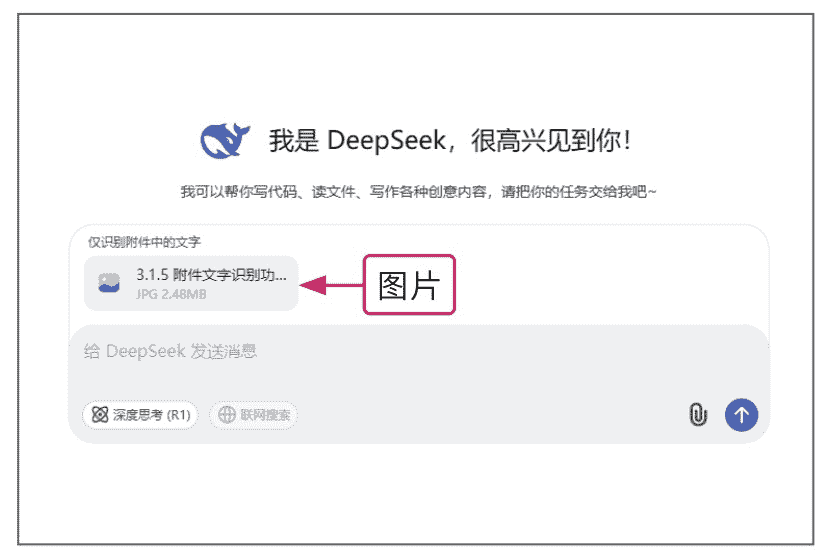 我是 DeepSeek，很高兴见到你！
我可以帮你写代码、读文件、写作各种创意内容，请把你的任务交给我吧~
仅识别附件中的文字
3.1.5 附件文字识别功...
JPG 2.48MB
图片
给 DeepSeek 发送消息
深度思考 (R1)
联网搜索